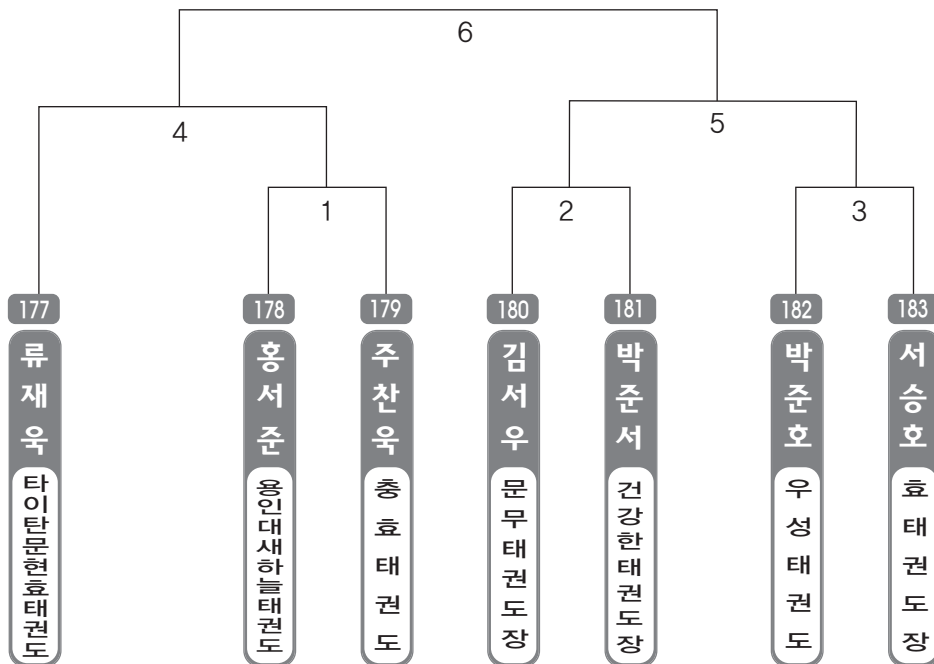 6
4
5
1
2
3
177
178
179
180
181
182
183
류재욱
홍서준
주찬욱
김서우
박준서
박준호
서승호
타이탄문현효태권도
용인대새하늘태권도
충효태권도
문무태권도장
건강한태권도장
우성태권도
효태권도장